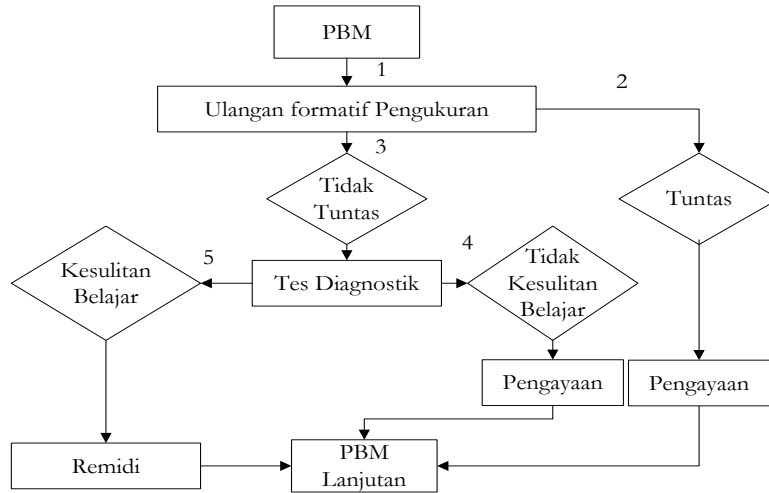 PBM
1
2
Ulangan formatif Pengukuran
3
Tidak
Tuntas
Tuntas
5
4
Kesulitan
Belajar
Tes Diagnostik
Tidak
Kesulitan
Belajar
Pengayaan
Pengayaan
Remidi
PBM
Lanjutan